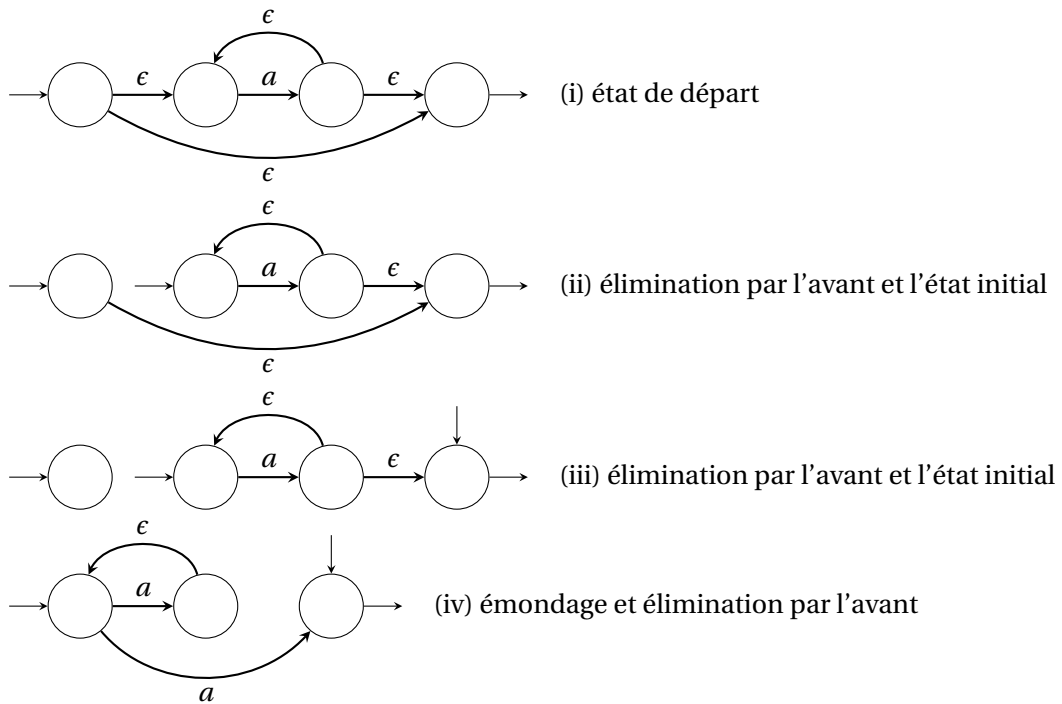 ϵ
ϵ a ϵ (i) état de départ
ϵ
ϵ
a ϵ (ii) élimination par l'avant et l'état initial
ϵ
ϵ
a ϵ (iii) élimination par l'avant et l'état initial
ϵ
a (iv) émondage et élimination par l'avant
a